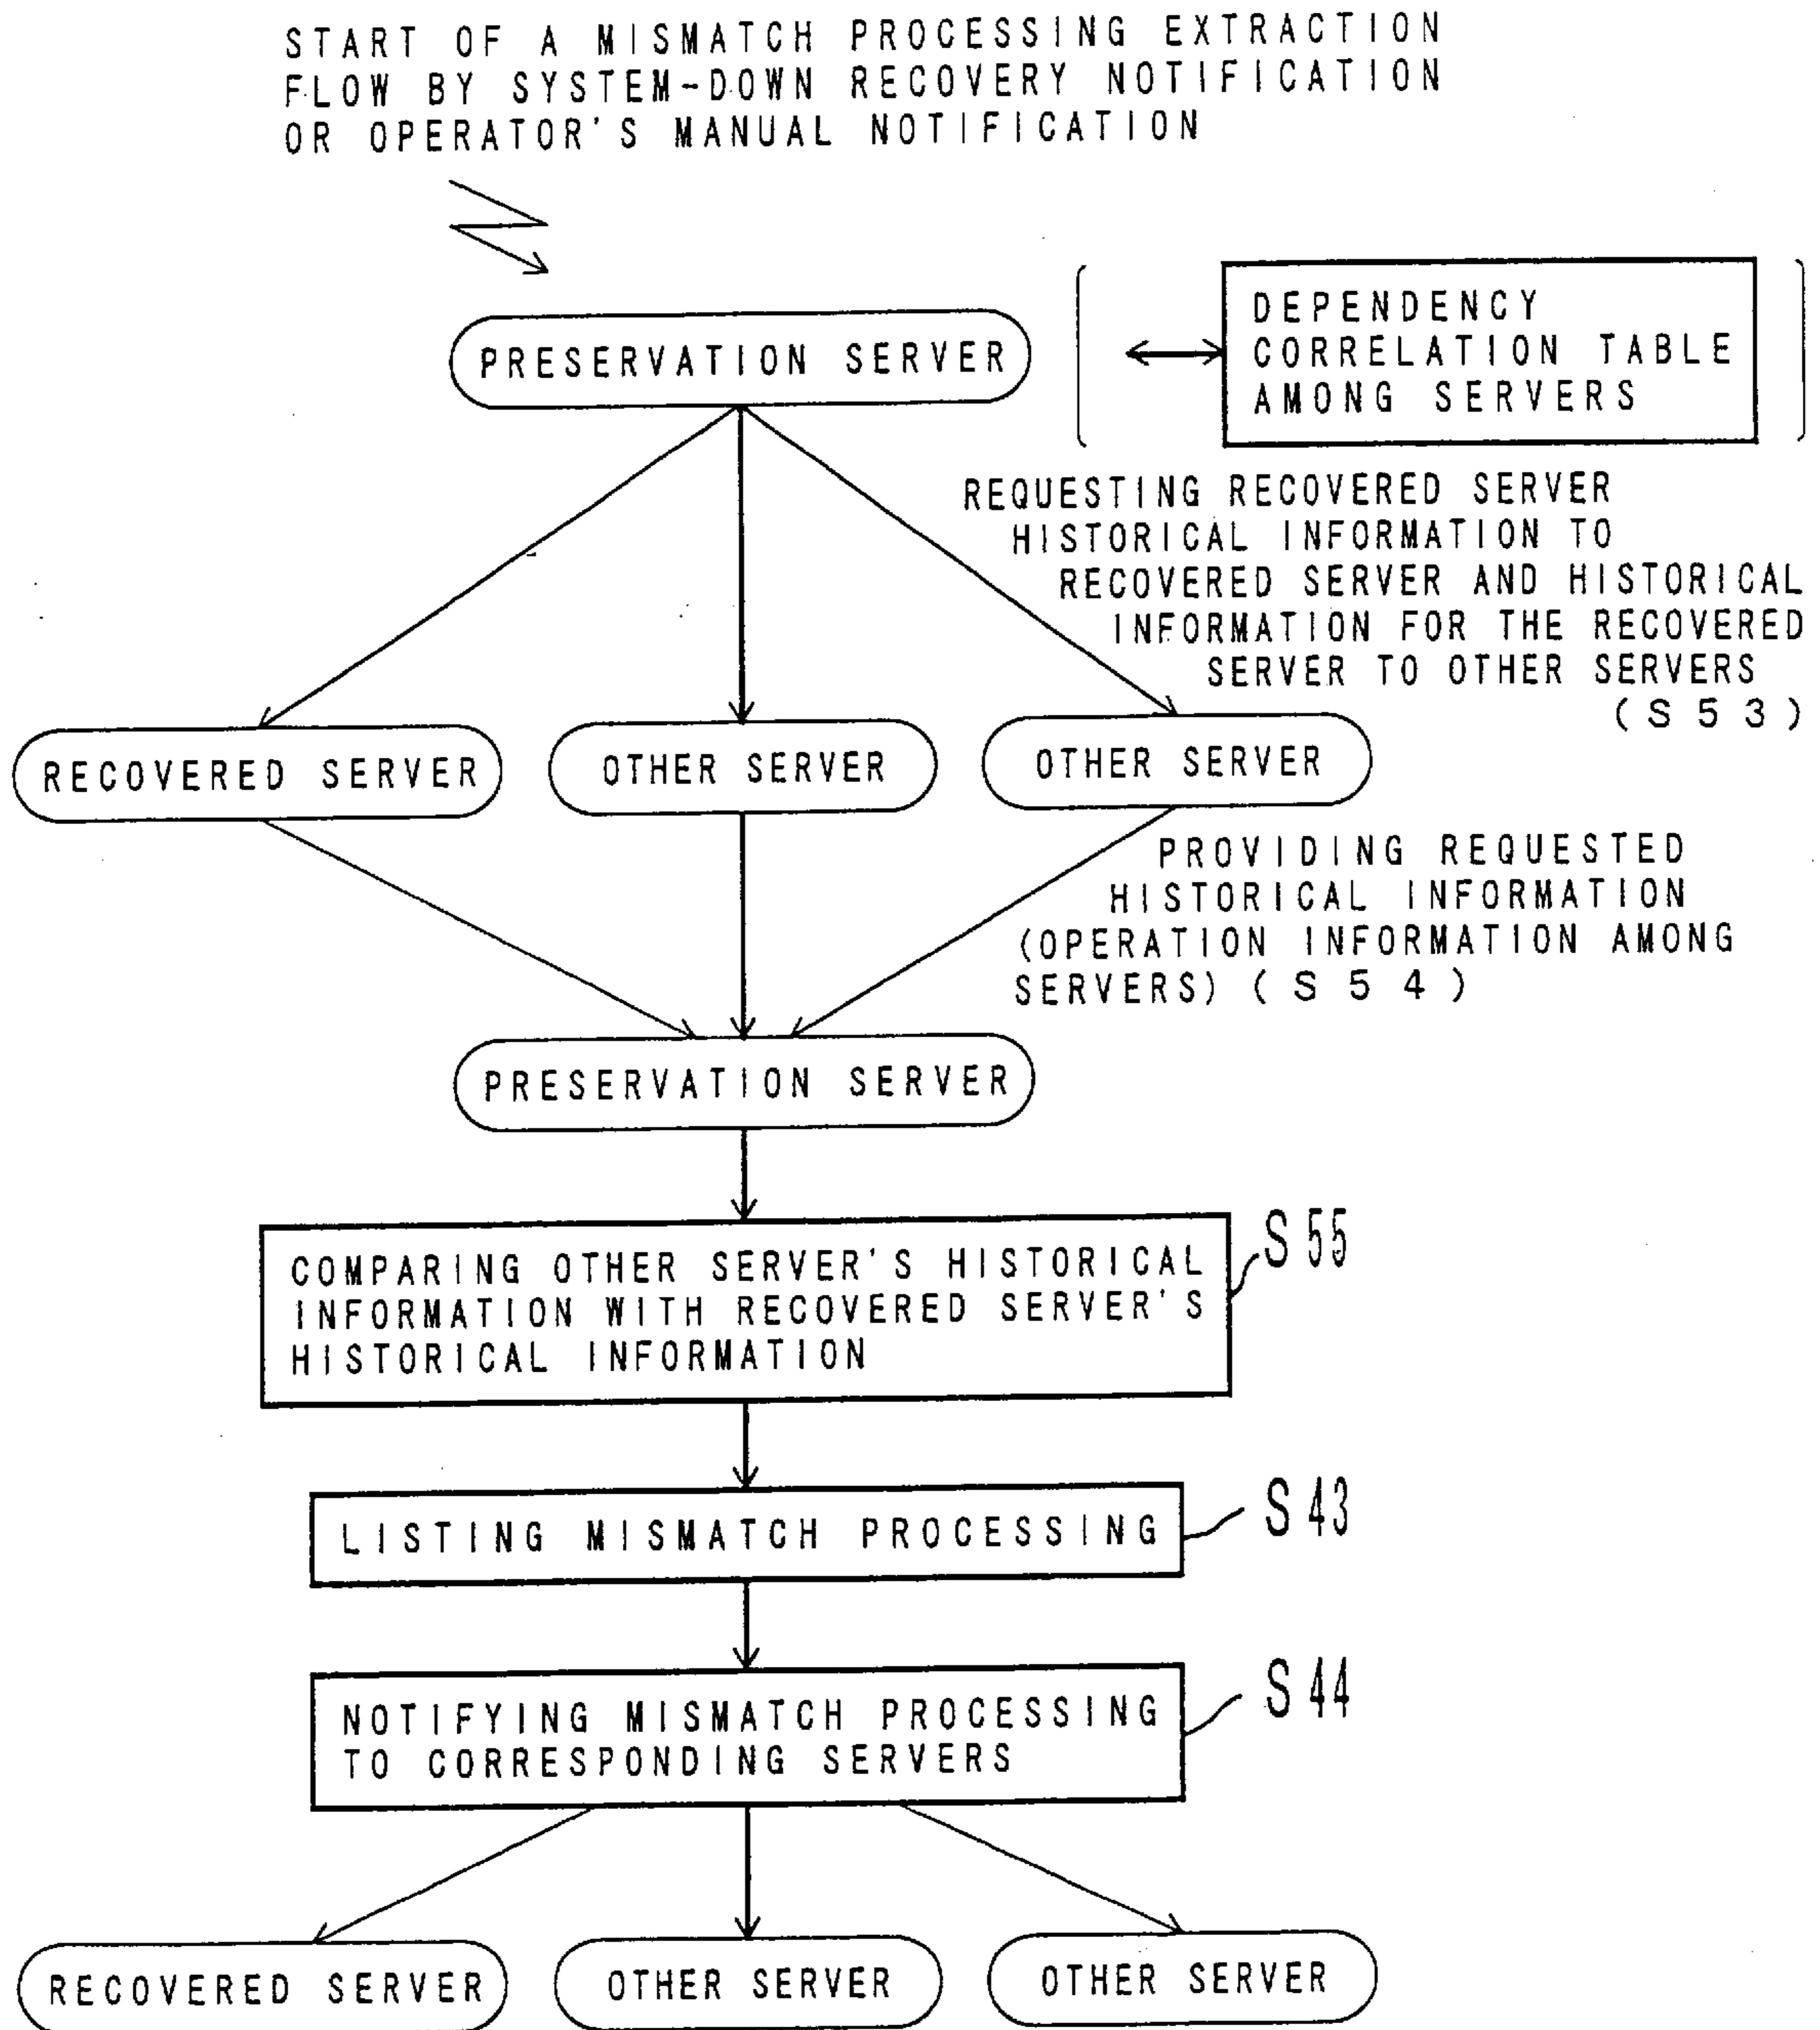 START OF A MISMATCH PROCESSING EXTRACTION
FLOW BY SYSTEM-DOWN RECOVERY NOTIFICATION
OR OPERATOR'S MANUAL NOTIFICATION
PRESERVATION SERVER
DEPENDENCY
CORRELATION TABLE
AMONG SERVERS
REQUESTING RECOVERED SERVER
HISTORICAL INFORMATION TO
RECOVERED SERVER AND HISTORICAL
INFORMATION FOR THE RECOVERED
SERVER TO OTHER SERVERS
(S53)
RECOVERED SERVER
OTHER SERVER
OTHER SERVER
PROVIDING REQUESTED
HISTORICAL INFORMATION
(OPERATION INFORMATION AMONG
SERVERS) (S54)
PRESERVATION SERVER
S55
COMPARING OTHER SERVER'S HISTORICAL
INFORMATION WITH RECOVERED SERVER'S
HISTORICAL INFORMATION
S43
LISTING MISMATCH PROCESSING
S44
NOTIFYING MISMATCH PROCESSING
TO CORRESPONDING SERVERS
RECOVERED SERVER
OTHER SERVER
OTHER SERVER